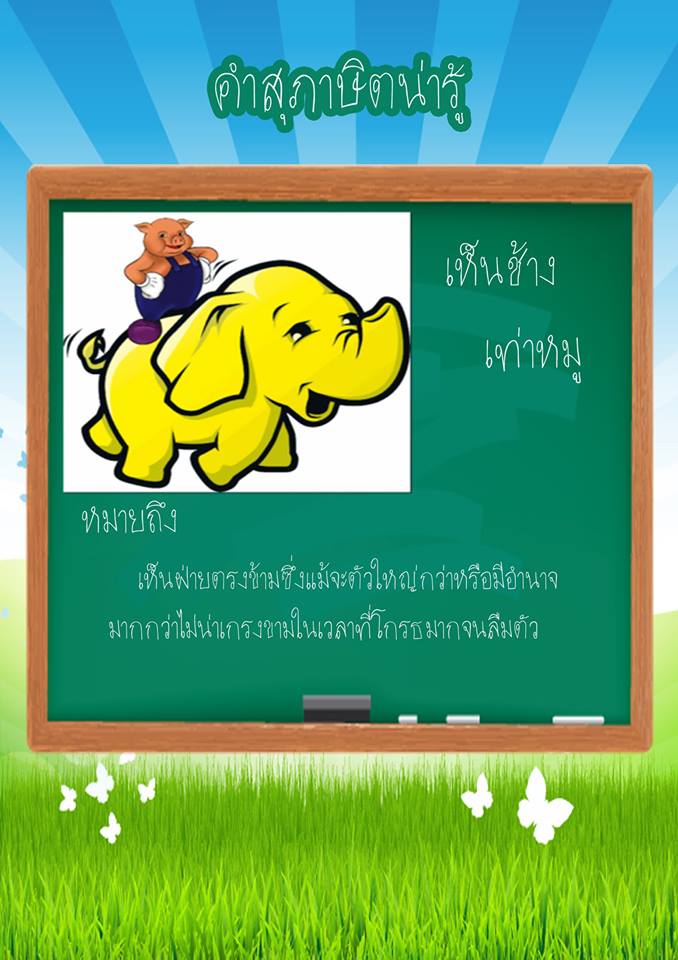 คำสุภาษิตน่ารู้
เห็นช้าง
เท่าหมู
หมายถึง
เห็นฝ่ายตรงข้ามซึ่งแม้จะตัวใหญ่กว่าหรือมีอำนาจ
มากกว่าไม่น่าเกรงขามในเวลาที่โกรธมากจนลืมตัว